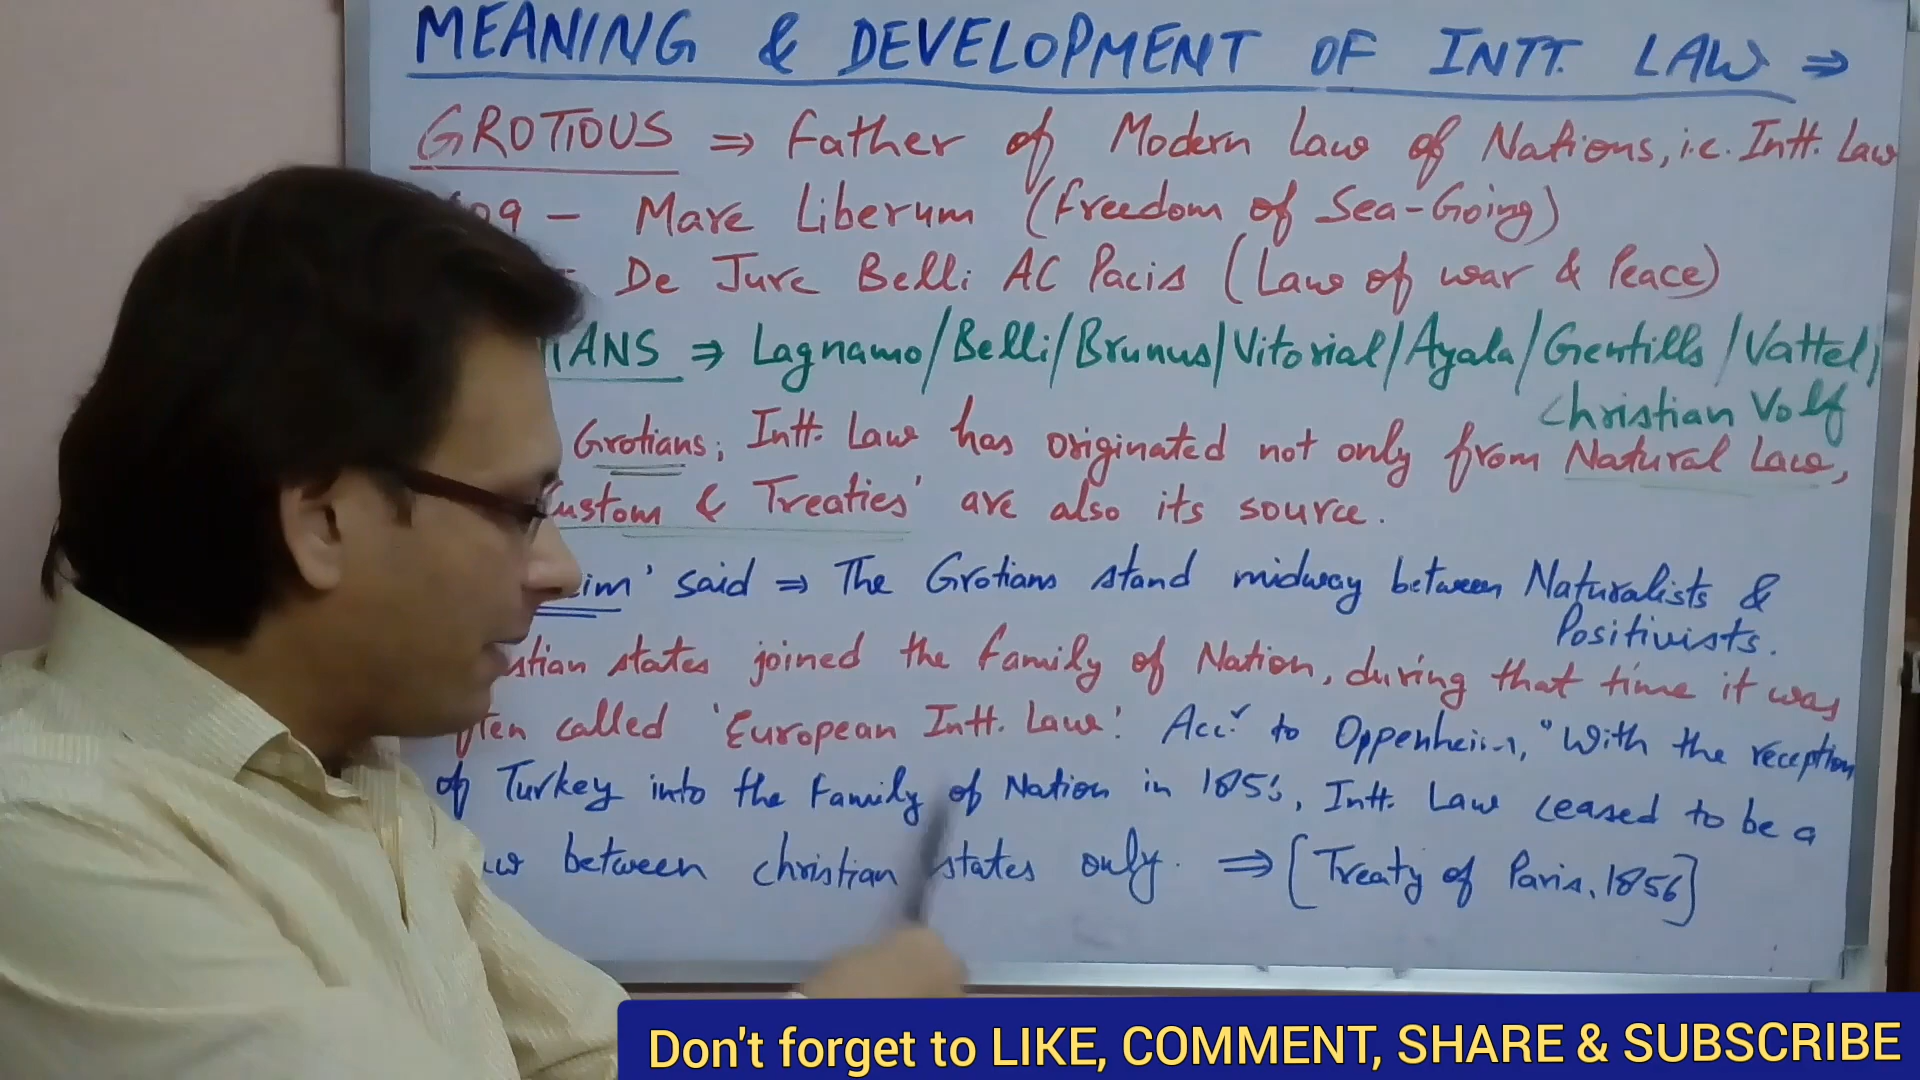 MEANING & DEVELOPMENT OF INTT. LAW ⇒
GROTIOUS ⇒ Father of Modern Law of Nations, i.e. Intt. Law
09 - Mare Liberum (Freedom of Sea-Going)
De Jure Belli AC Pacis (Law of war & Peace)
IANS ⇒ Lagnamo/Belli/Brunus/Vitorial/Ayala/Gentills/Vattel/
Christian Volf
Grotians; Intt. Law has originated not only from Natural Law,
ustom & Treaties' are also its source.
eim' said ⇒ The Grotians stand midway between Naturalists &
Positivists.
stian states joined the family of Nation, during that time it was
ften called 'European Intt. Law'. Acc. to Oppenheim, "With the reception
of Turkey into the Family of Nation in 185, Intt. Law ceased to be a
aw between christian states only. ⇒ [Treaty of Paris, 1856]
Don't forget to LIKE, COMMENT, SHARE & SUBSCRIBE